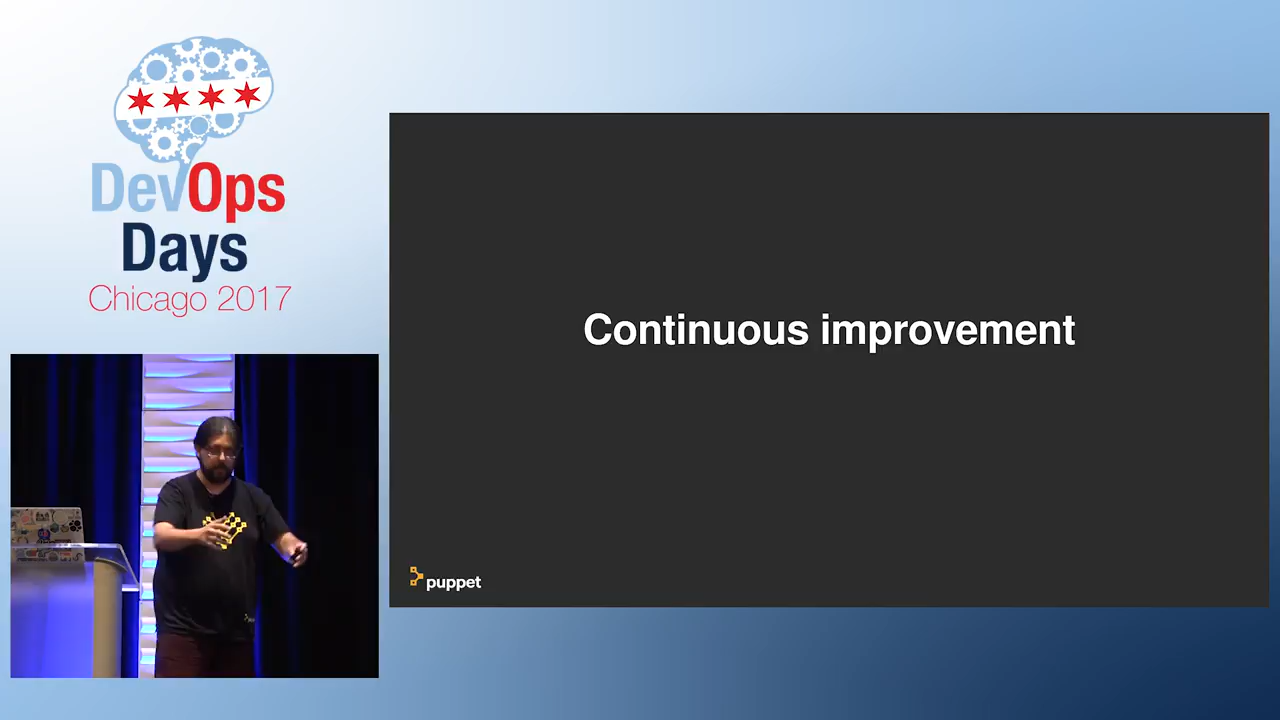 DevOps
Days
Chicago 2017
Continuous improvement
puppet